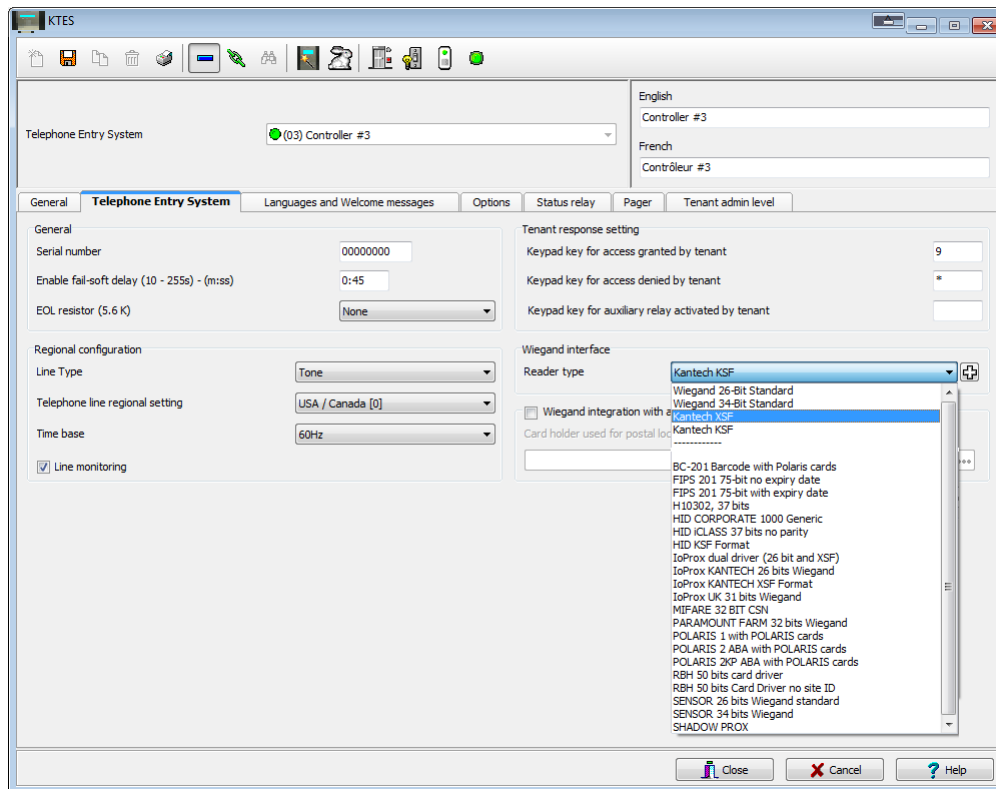 KTES
English
Controller #3
Telephone Entry System
(03) Controller #3
French
Contrôleur #3
General
Telephone Entry System
Languages and Welcome messages
Options
Status relay
Pager
Tenant admin level
General
Serial number
00000000
Enable fail-soft delay (10 - 255s) - (m:ss)
0:45
EOL resistor (5.6 K)
None
Tenant response setting
Keypad key for access granted by tenant
9
Keypad key for access denied by tenant
*
Keypad key for auxiliary relay activated by tenant
Regional configuration
Line Type
Tone
Telephone line regional setting
USA / Canada [0]
Time base
60Hz
Line monitoring
Wiegand interface
Reader type
Kantech KSF
Wiegand integration with a
Card holder used for postal loc
...
Wiegand 26-Bit Standard
Wiegand 34-Bit Standard
Kantech XSF
Kantech KSF
------------
BC-201 Barcode with Polaris cards
FIPS 201 75-bit no expiry date
FIPS 201 75-bit with expiry date
H10302, 37 bits
HID CORPORATE 1000 Generic
HID iCLASS 37 bits no parity
HID KSF Format
IoProx dual driver (26 bit and XSF)
IoProx KANTECH 26 bits Wiegand
IoProx KANTECH XSF Format
IoProx UK 31 bits Wiegand
MIFARE 32 BIT CSN
PARAMOUNT FARM 32 bits Wiegand
POLARIS 1 with POLARIS cards
POLARIS 2 ABA with POLARIS cards
POLARIS 2KP ABA with POLARIS cards
RBH 50 bits card driver
RBH 50 bits Card Driver no site ID
SENSOR 26 bits Wiegand standard
SENSOR 34 bits Wiegand
SHADOW PROX
Close
Cancel
Help